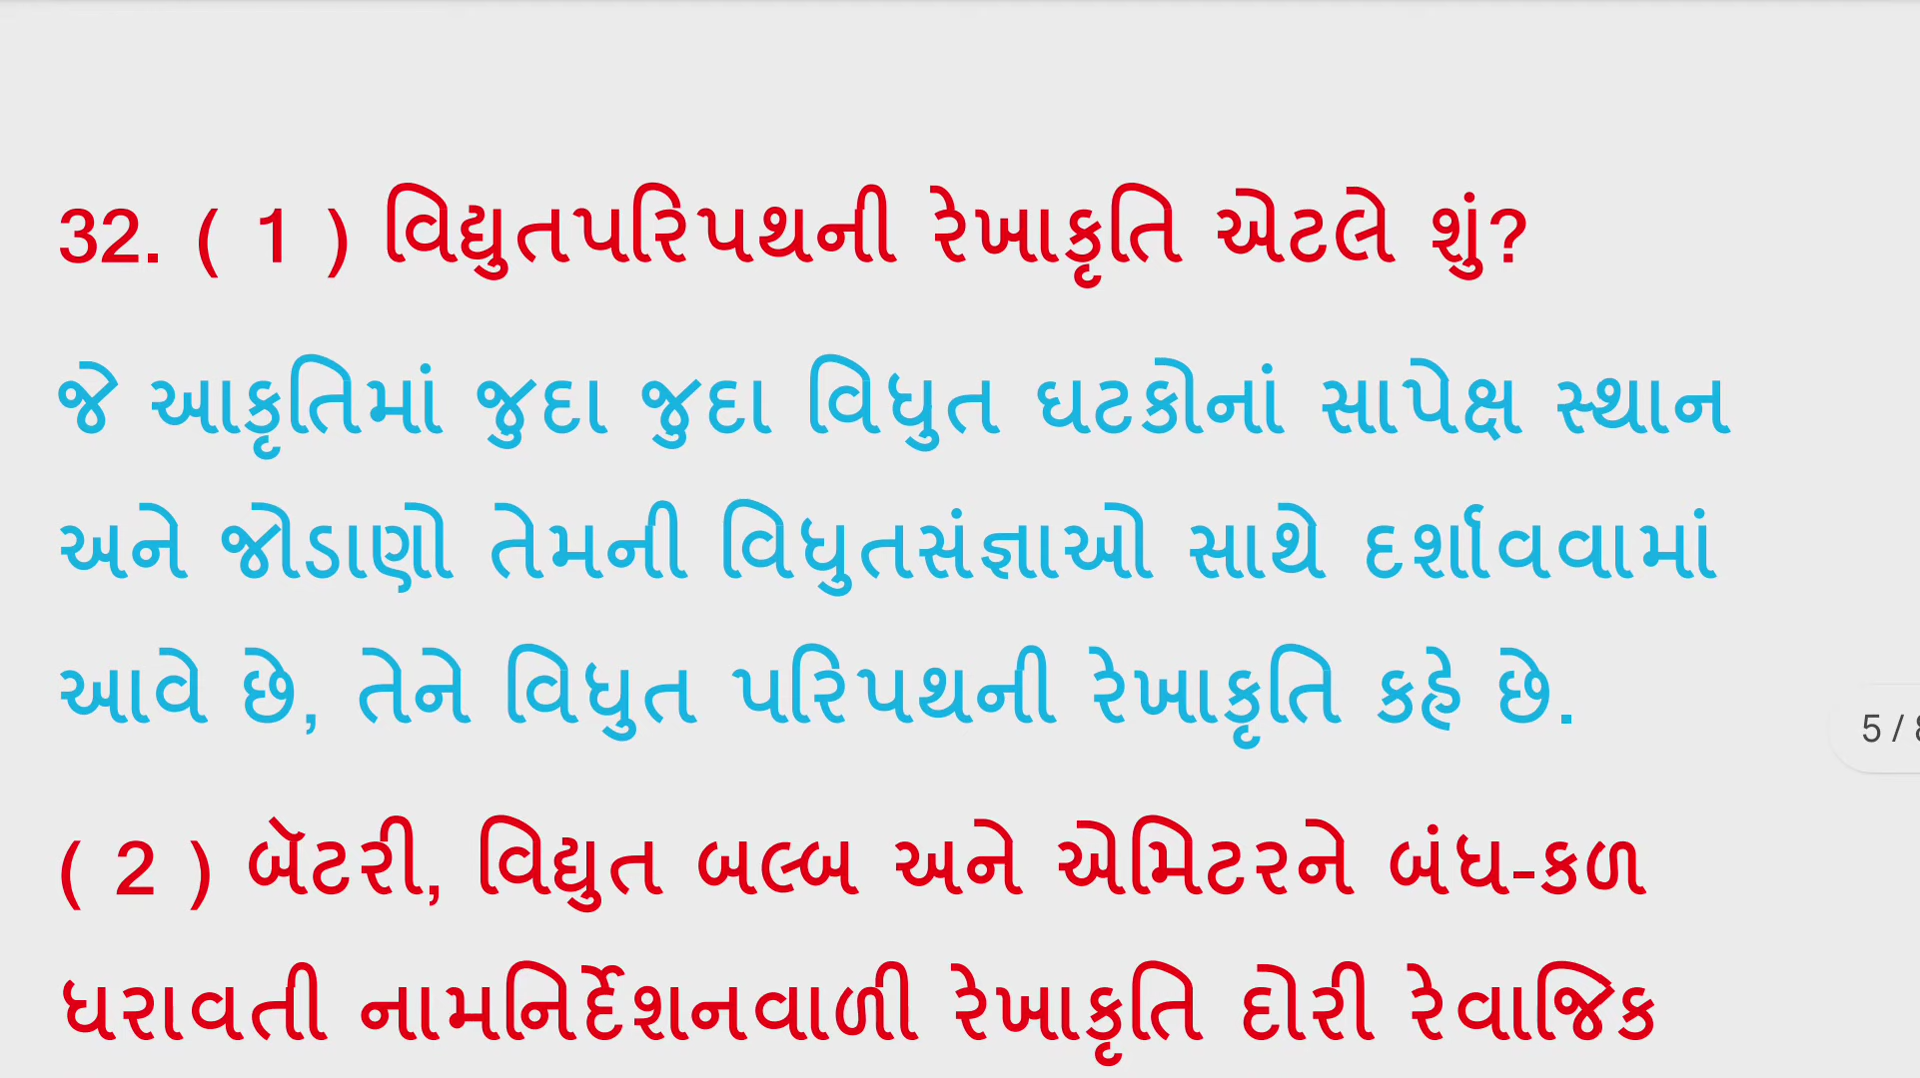 32. ( 1 ) વિદ્યુતપરિપથની રેખાકૃતિ એટલે શું?
જે આકૃતિમાં જુદા જુદા વિધુત ઘટકોનાં સાપેક્ષ સ્થાન
અને જોડાણો તેમની વિધુતસંજ્ઞાઓ સાથે દર્શાવવામાં
આવે છે, તેને વિધુત પરિપથની રેખાકૃતિ કહે છે.
5 / 8
( 2 ) બૅટરી, વિદ્યુત બલ્બ અને એમિટરને બંધ-કળ
ધરાવતી નામનિર્દેશનવાળી રેખાકૃતિ દોરી રેવાજિક